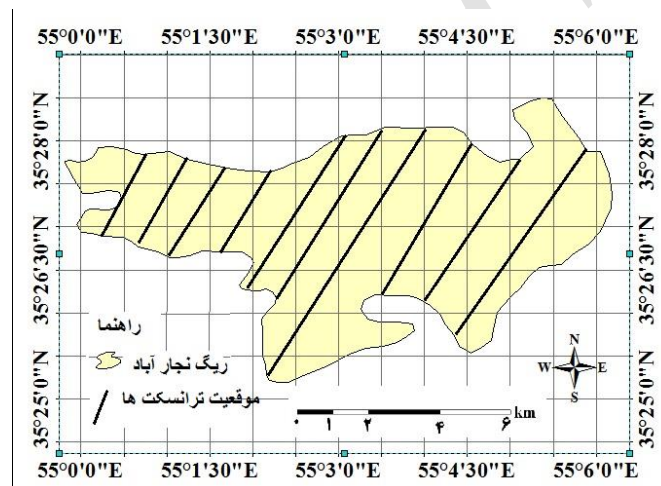 55°0'0"E 55°1'30"E 55°3'0"E 55°4'30"E 55°6'0"E
35°28'0"N 35°28'0"N
35°26'30"N 35°26'30"N
راهنما
ریگ نجار آباد
موقعیت ترانسکت ها
35°25'0"N 35°25'0"N
N
W E
S
km
۰ ۱ ۲ ۴ ۶
55°0'0"E 55°1'30"E 55°3'0"E 55°4'30"E 55°6'0"E